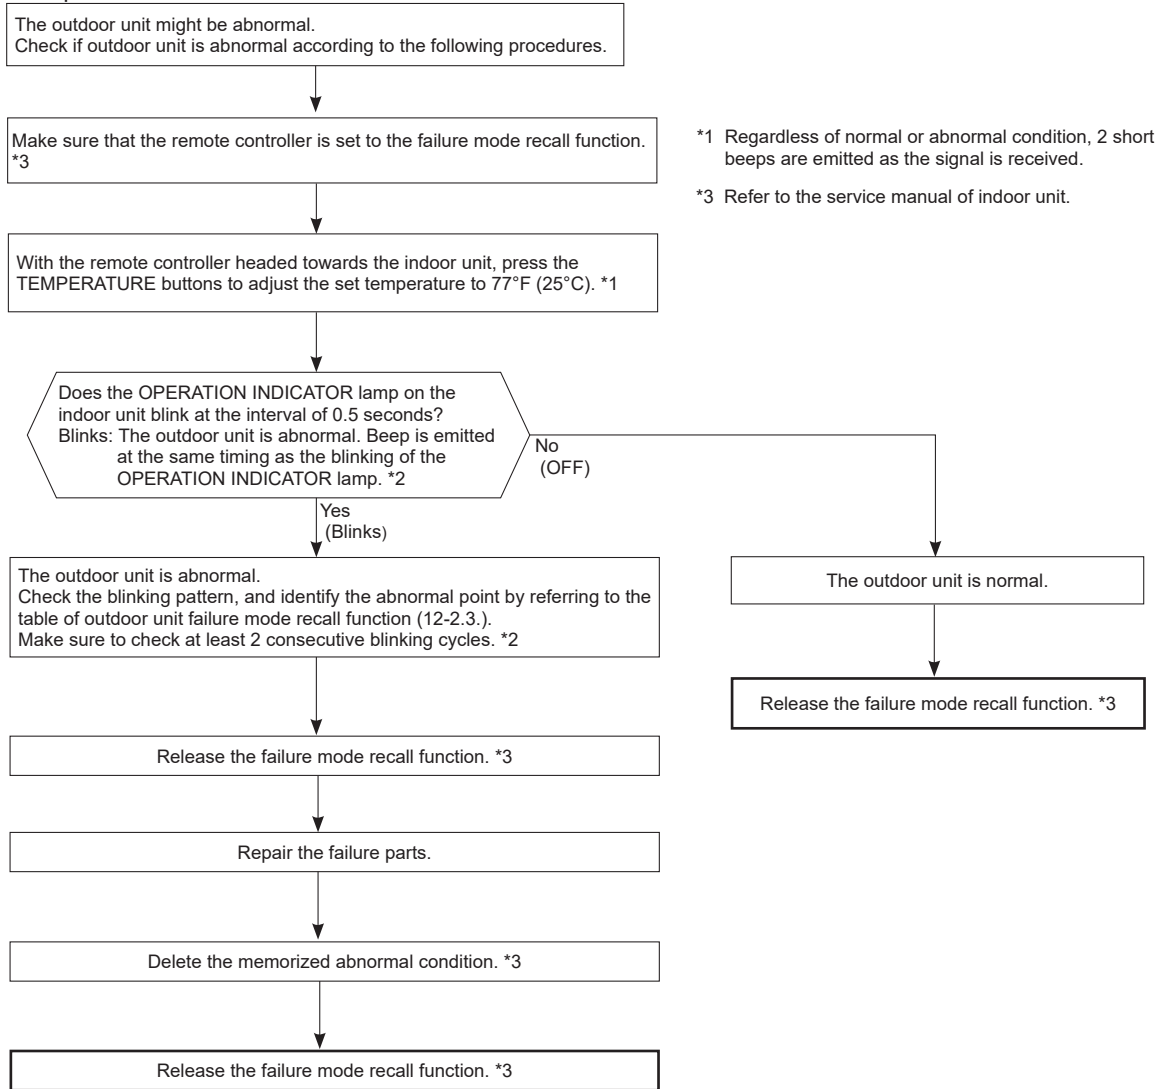 The outdoor unit might be abnormal.
Check if outdoor unit is abnormal according to the following procedures.
Make sure that the remote controller is set to the failure mode recall function.
*3
*1 Regardless of normal or abnormal condition, 2 short
beeps are emitted as the signal is received.
*3 Refer to the service manual of indoor unit.
With the remote controller headed towards the indoor unit, press the
TEMPERATURE buttons to adjust the set temperature to 77°F (25°C). *1
Does the OPERATION INDICATOR lamp on the
indoor unit blink at the interval of 0.5 seconds?
Blinks: The outdoor unit is abnormal. Beep is emitted
at the same timing as the blinking of the
OPERATION INDICATOR lamp. *2
No
(OFF)
Yes
(Blinks)
The outdoor unit is abnormal.
Check the blinking pattern, and identify the abnormal point by referring to the
table of outdoor unit failure mode recall function (12-2.3.).
Make sure to check at least 2 consecutive blinking cycles. *2
The outdoor unit is normal.
Release the failure mode recall function. *3
Release the failure mode recall function. *3
Repair the failure parts.
Delete the memorized abnormal condition. *3
Release the failure mode recall function. *3